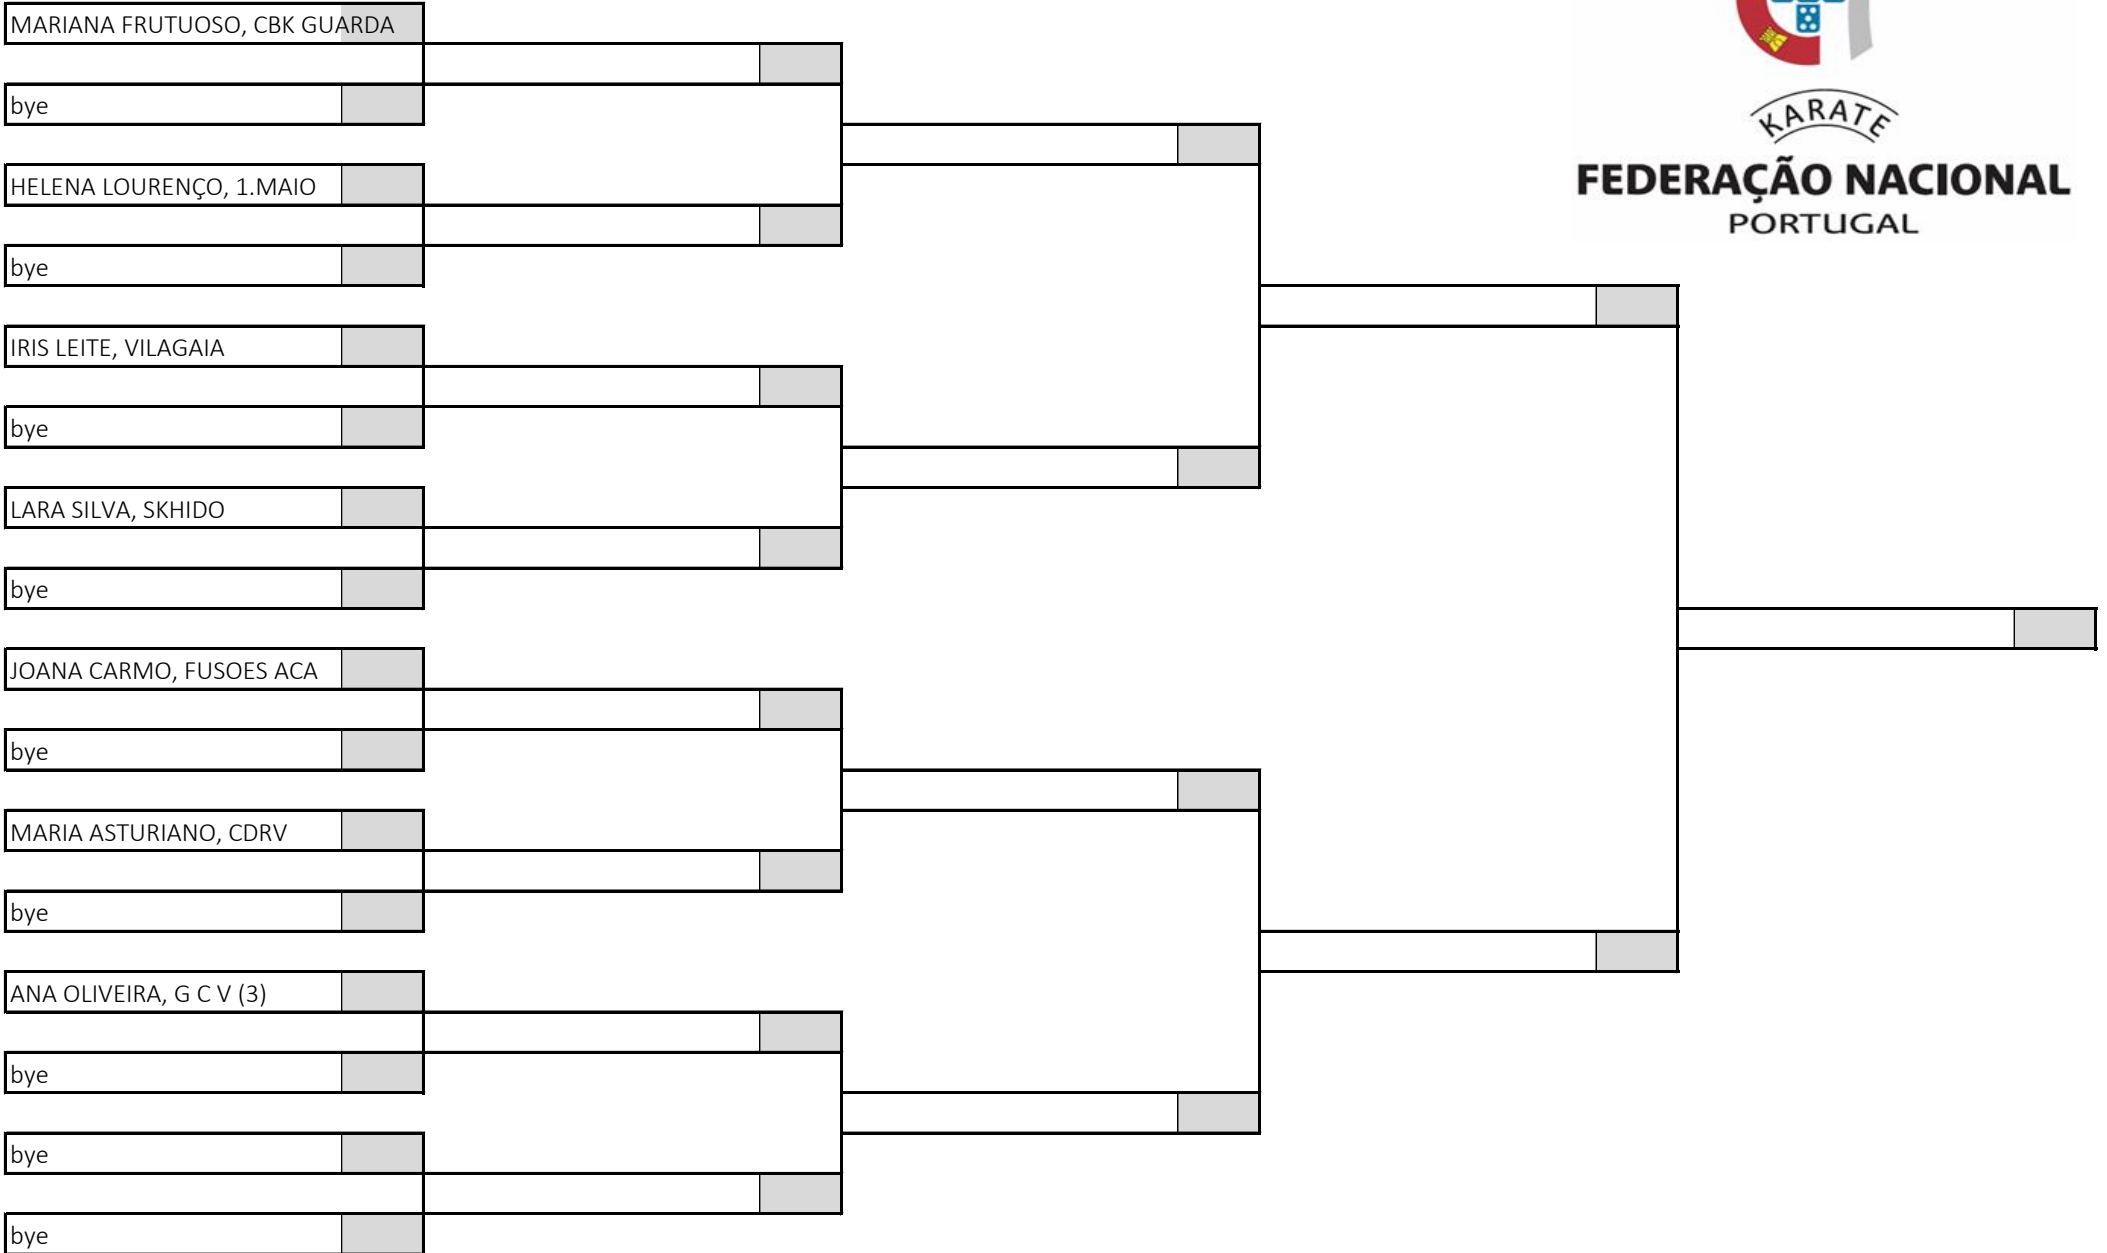 MARIANA FRUTUOSO, CBK GUARDA
bye
HELENA LOURENÇO, 1.MAIO
bye
IRIS LEITE, VILAGAIA
bye
LARA SILVA, SKHIDO
bye
JOANA CARMO, FUSOES ACA
bye
MARIA ASTURIANO, CDRV
bye
ANA OLIVEIRA, G C V (3)
bye
bye
bye
KARATE
FEDERAÇÃO NACIONAL
PORTUGAL